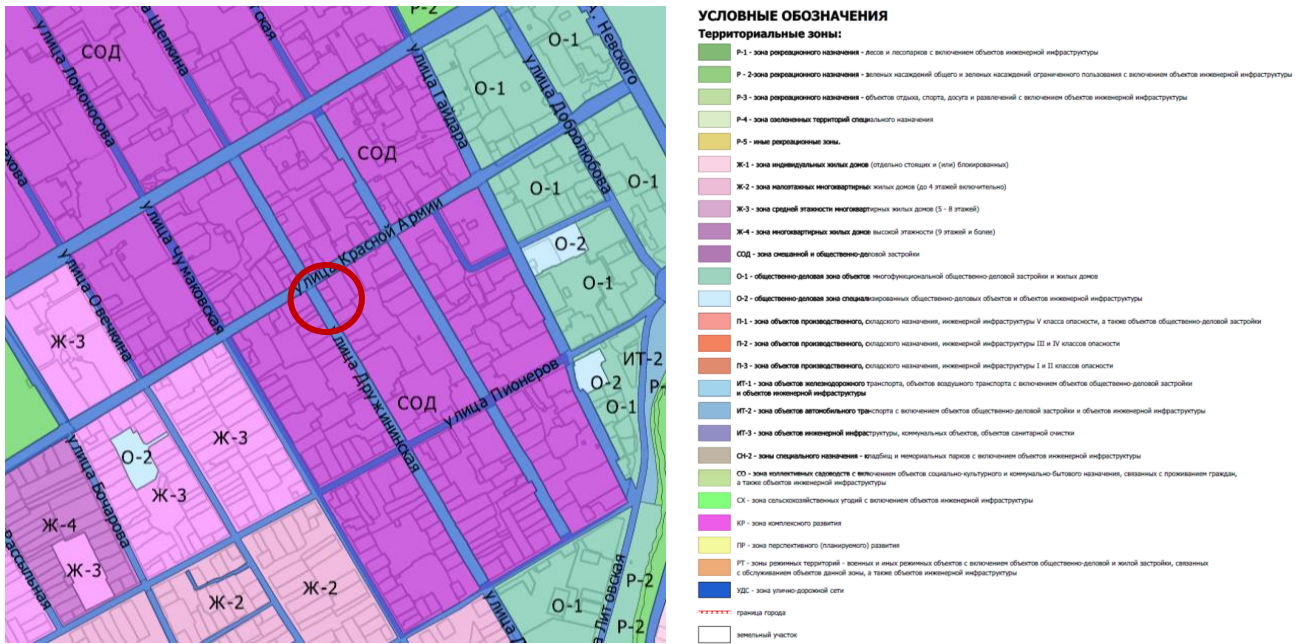 Р-2
улица Ломоносова
СОД
улица Щепкина
ская
ахова
улица Гайдара
О-1
А. Невского
О-1
улица Добролюбова
СОД
О-1
О-1
улица Красной Армии
улица Чумаковская
улица Овечкина
О-2
О-1
Ж-3
улица Дружининская
ИТ-2
Р-
О-2
О-1
СОД
улица Пионеров
Ж-3
О-2
Ж-3
улица Бочарова
Ж-4
Ж-3
Рассыльная
Ж-2
Ж-2
О-1
Литовская
Р-2
Р-2
УСЛОВНЫЕ ОБОЗНАЧЕНИЯ
Территориальные зоны:
Р-1 - зона рекреационного назначения - лесов и лесопарков с включением объектов инженерной инфраструктуры
Р - 2-зона рекреационного назначения - зеленых насаждений общего и зеленых насаждений ограниченного пользования с включением объектов инженерной инфраструктуры
Р-3 - зона рекреационного назначения - объектов отдыха, спорта, досуга и развлечений с включением объектов инженерной инфраструктуры
Р-4 - зона озелененных территорий специального назначения
Р-5 - иные рекреационные зоны.
Ж-1 - зона индивидуальных жилых домов (отдельно стоящих и (или) блокированных)
Ж-2 - зона малоэтажных многоквартирных жилых домов (до 4 этажей включительно)
Ж-3 - зона средней этажности многоквартирных жилых домов (5 - 8 этажей)
Ж-4 - зона многоквартирных жилых домов высокой этажности (9 этажей и более)
СОД - зона смешанной и общественно-деловой застройки
О-1 - общественно-деловая зона объектов многофункциональной общественно-деловой застройки и жилых домов
О-2 - общественно-деловая зона специализированных общественно-деловых объектов и объектов инженерной инфраструктуры
П-1 - зона объектов производственного, складского назначения, инженерной инфраструктуры V класса опасности, а также объектов общественно-деловой застройки
П-2 - зона объектов производственного, складского назначения, инженерной инфраструктуры III и IV классов опасности
П-3 - зона объектов производственного, складского назначения, инженерной инфраструктуры I и II классов опасности
ИТ-1 - зона объектов железнодорожного транспорта, объектов воздушного транспорта с включением объектов общественно-деловой застройки
и объектов инженерной инфраструктуры
ИТ-2 - зона объектов автомобильного транспорта с включением объектов общественно-деловой застройки и объектов инженерной инфраструктуры
ИТ-3 - зона объектов инженерной инфраструктуры, коммунальных объектов, объектов санитарной очистки
СН-2 - зоны специального назначения - кладбищ и мемориальных парков с включением объектов инженерной инфраструктуры
СО - зона коллективных садоводств с включением объектов социально-культурного и коммунально-бытового назначения, связанных с проживанием граждан,
а также объектов инженерной инфраструктуры
СХ - зона сельскохозяйственных угодий с включением объектов инженерной инфраструктуры
КР - зона комплексного развития
ПР - зона перспективного (планируемого) развития
РТ - зоны режимных территорий - военных и иных режимных объектов с включением объектов общественно-деловой и жилой застройки, связанных
с обслуживанием объектов данной зоны, а также объектов инженерной инфраструктуры
УДС - зона улично-дорожной сети
граница города
земельный участок